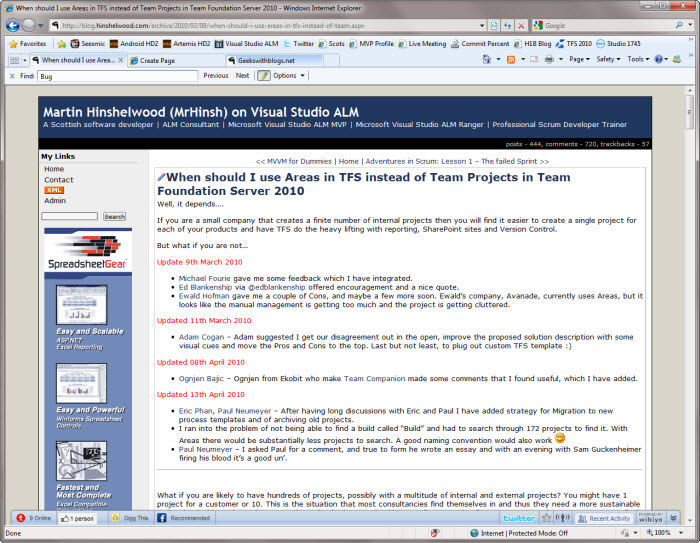 When should I use Areas in TFS instead of Team Projects in Team Foundation Server 2010 - Windows Internet Explorer
http://blog.hinshelwood.com/archive/2010/03/09/when-should-i-use-areas-in-tfs-instead-of-team.aspx
Google
Favorites Seesmic Android HD2 Artemis HD2 Visual Studio ALM Twitter Scots MVP Profile Live Meeting Commit Percent H18 Blog TFS 2010 Studio 1745
When should I use Areas... Create Page Geekswithblogs.net
Page Safety Tools
Find: Bug Previous Next Options
Martin Hinshelwood (MrHinsh) on Visual Studio ALM
A Scottish software developer | ALM Consultant | Microsoft Visual Studio ALM MVP | Microsoft Visual Studio ALM Ranger | Professional Scrum Developer Trainer
posts - 444, comments - 720, trackbacks - 57
My Links
Home
Contact
XML
Admin
Search
SpreadsheetGear
Easy and Scalable
ASP.NET
Excel Reporting
Easy and Powerful
Winforms Spreadsheet
Controls
Fastest and
Most Complete
Excel Compatible
<< MVVM for Dummies | Home | Adventures in Scrum: Lesson 1 – The failed Sprint >>
When should I use Areas in TFS instead of Team Projects in Team
Foundation Server 2010
Well, it depends....
If you are a small company that creates a finite number of internal projects then you will find it easier to create a single project for
each of your products and have TFS do the heavy lifting with reporting, SharePoint sites and Version Control.
But what if you are not...
Update 9th March 2010
• Michael Fourie gave me some feedback which I have integrated.
• Ed Blankenship via @edblankenship offered encouragement and a nice quote.
• Ewald Hofman gave me a couple of Cons, and maybe a few more soon. Ewald's company, Avanade, currently uses Areas, but it
looks like the manual management is getting too much and the project is getting cluttered.
Updated 11th March 2010
• Adam Cogan – Adam suggested I get our disagreement out in the open, improve the proposed solution description with some
visual Cues and move the Pros and Cons to the top. Last but not least, to plug out custom TFS template :)
Updated 08th April 2010
• Ognjen Bajic – Ognjen from Ekobit who make Team Companion made some comments that I found useful, which I have added.
Updated 13th April 2010
• Eric Phan, Paul Neumeyer – After having long discussions with Eric and Paul I have added strategy for Migration to new
process templates and of archiving old projects.
• I ran into the problem of not being able to find a build called "Build" and had to search through 172 projects to find it. With
Areas there would be substantially less projects to search. A good naming convention would also work
• Paul Neumeyer – I asked Paul for a comment, and true to form he wrote an essay and with an evening with Sam Guckenheimer
firing his blood it's a good un'.
What if you are likely to have hundreds of projects, possibly with a multitude of internal and external projects? You might have 1
project for a customer or 10. This is the situation that most consultancies find themselves in and thus they need a more sustainable
9 Online 1 person Digg This Recommended twitter Recent Activity POWERED BY wibiya
Done Internet | Protected Mode: Off 100%